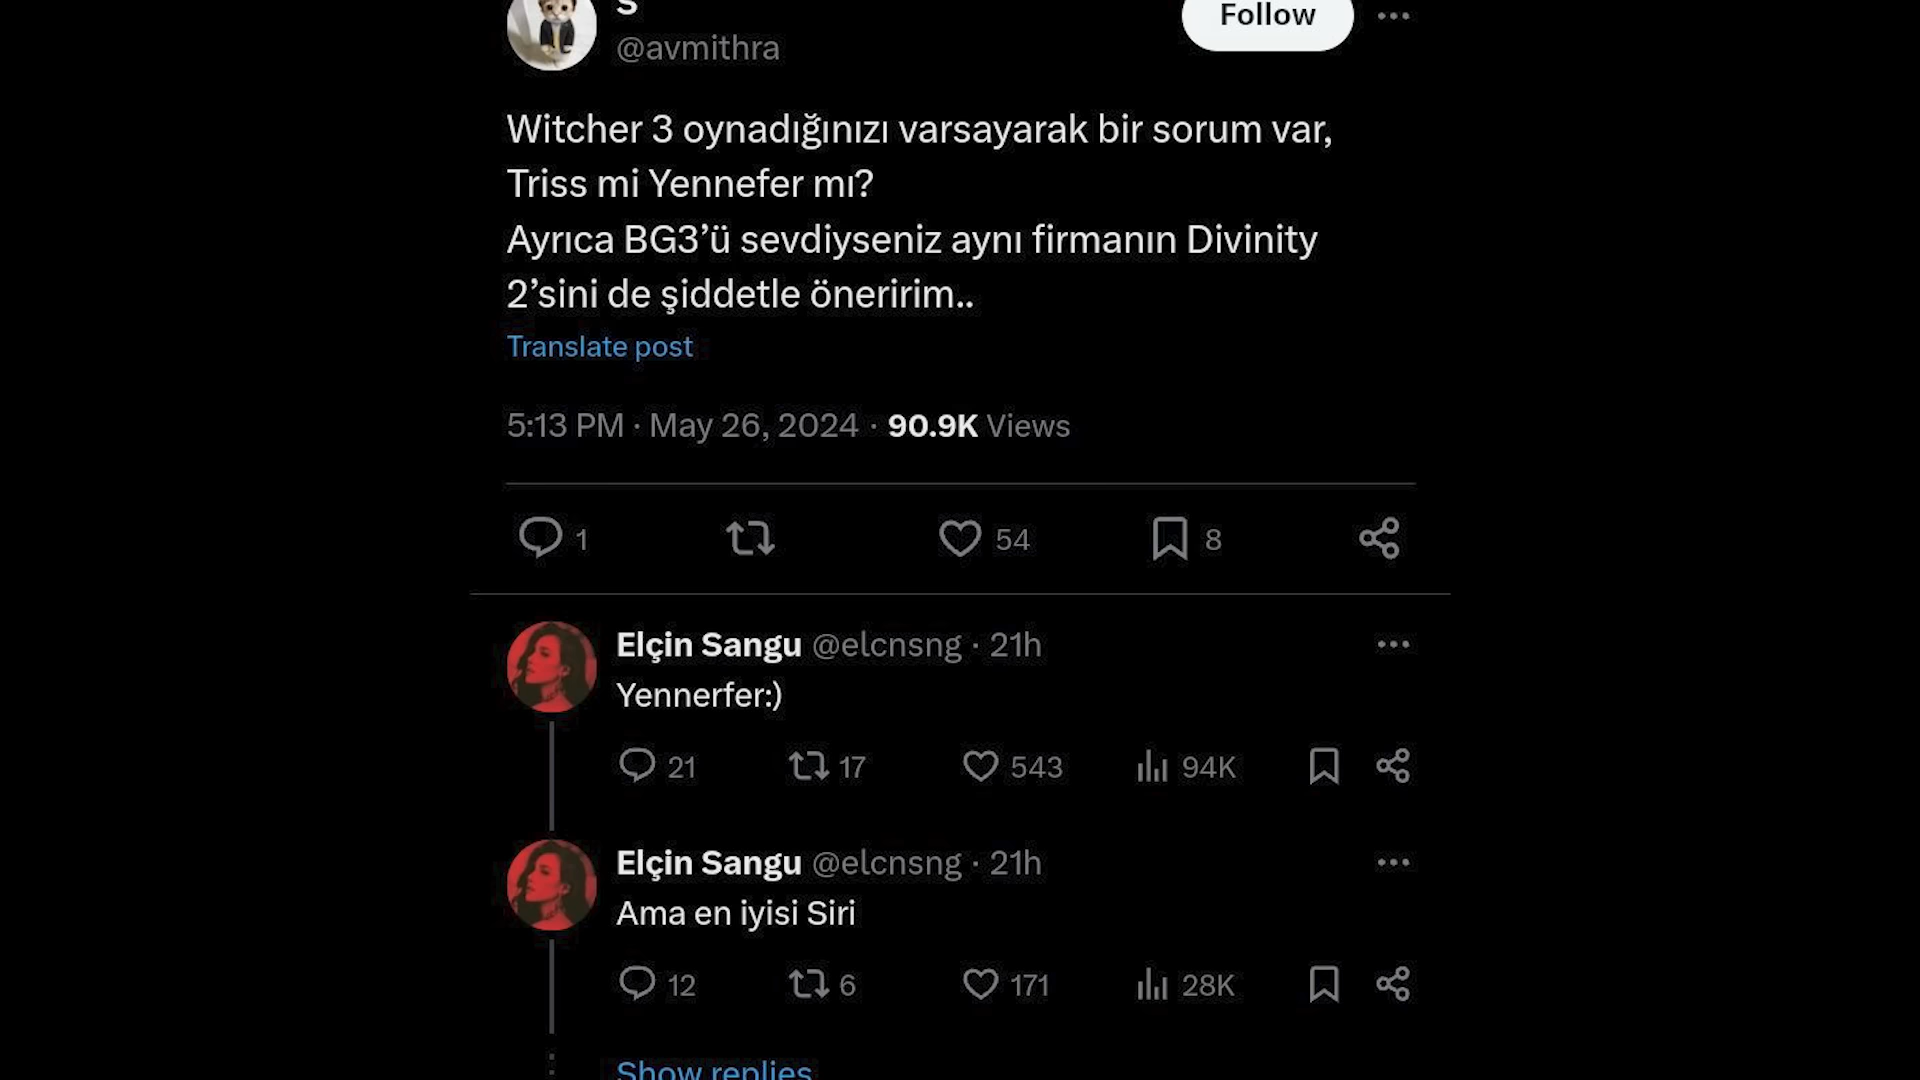 S
Follow
@avmithra
Witcher 3 oynadığınızı varsayarak bir sorum var,
Triss mi Yennefer mı?
Ayrıca BG3’ü sevdiyseniz aynı firmanın Divinity
2’sini de şiddetle öneririm..
Translate post
5:13 PM · May 26, 2024 · 90.9K Views
1 54 8
Elçin Sangu @elcnsng · 21h
Yennerfer:)
21 17 543 94K
Elçin Sangu @elcnsng · 21h
Ama en iyisi Siri
12 6 171 28K
Show replies